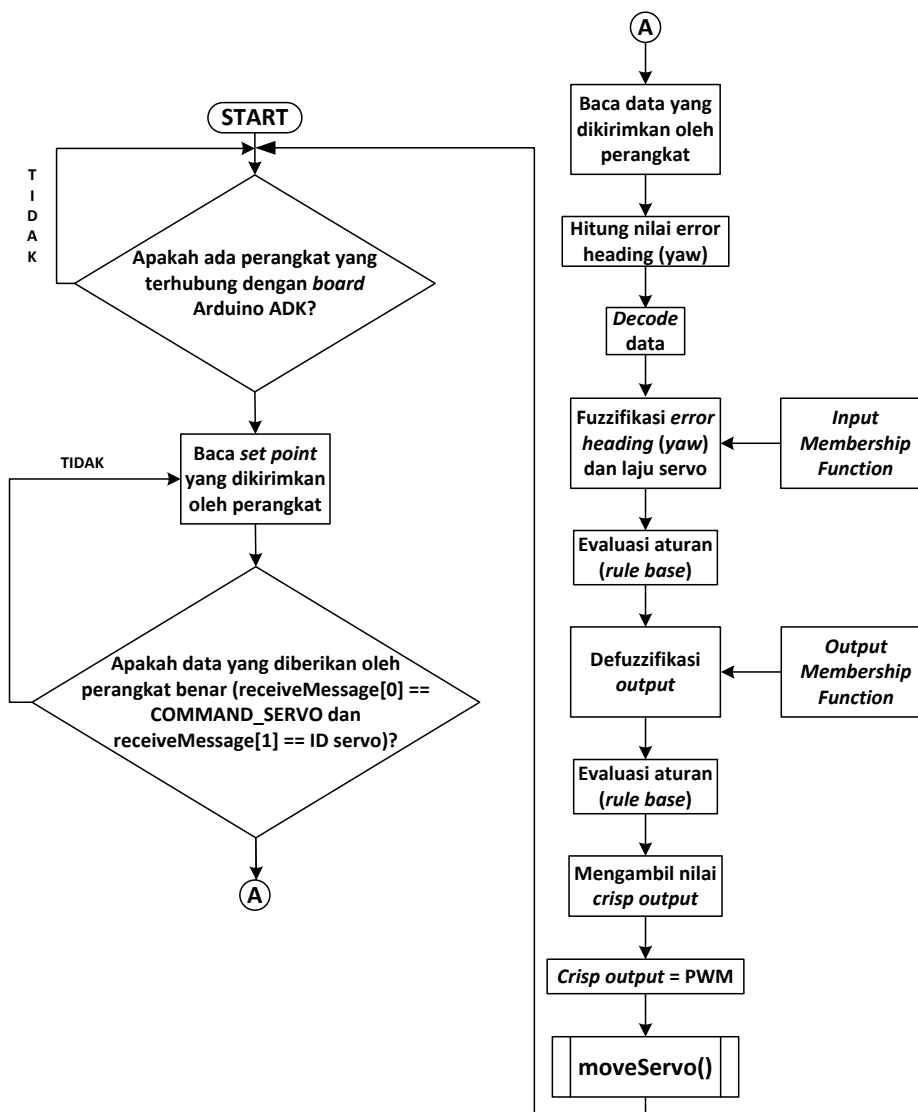 START
T
I
D
A
K
Apakah ada perangkat yang
terhubung dengan board
Arduino ADK?
Baca set point
yang dikirimkan
oleh perangkat
TIDAK
Apakah data yang diberikan oleh
perangkat benar (receiveMessage[0] ==
COMMAND_SERVO dan
receiveMessage[1] == ID servo)?
A
A
Baca data yang
dikirimkan oleh
perangkat
Hitung nilai error
heading (yaw)
Decode
data
Fuzzifikasi error
heading (yaw)
dan laju servo
Input
Membership
Function
Evaluasi aturan
(rule base)
Defuzzifikasi
output
Output
Membership
Function
Evaluasi aturan
(rule base)
Mengambil nilai
crisp output
Crisp output = PWM
moveServo()